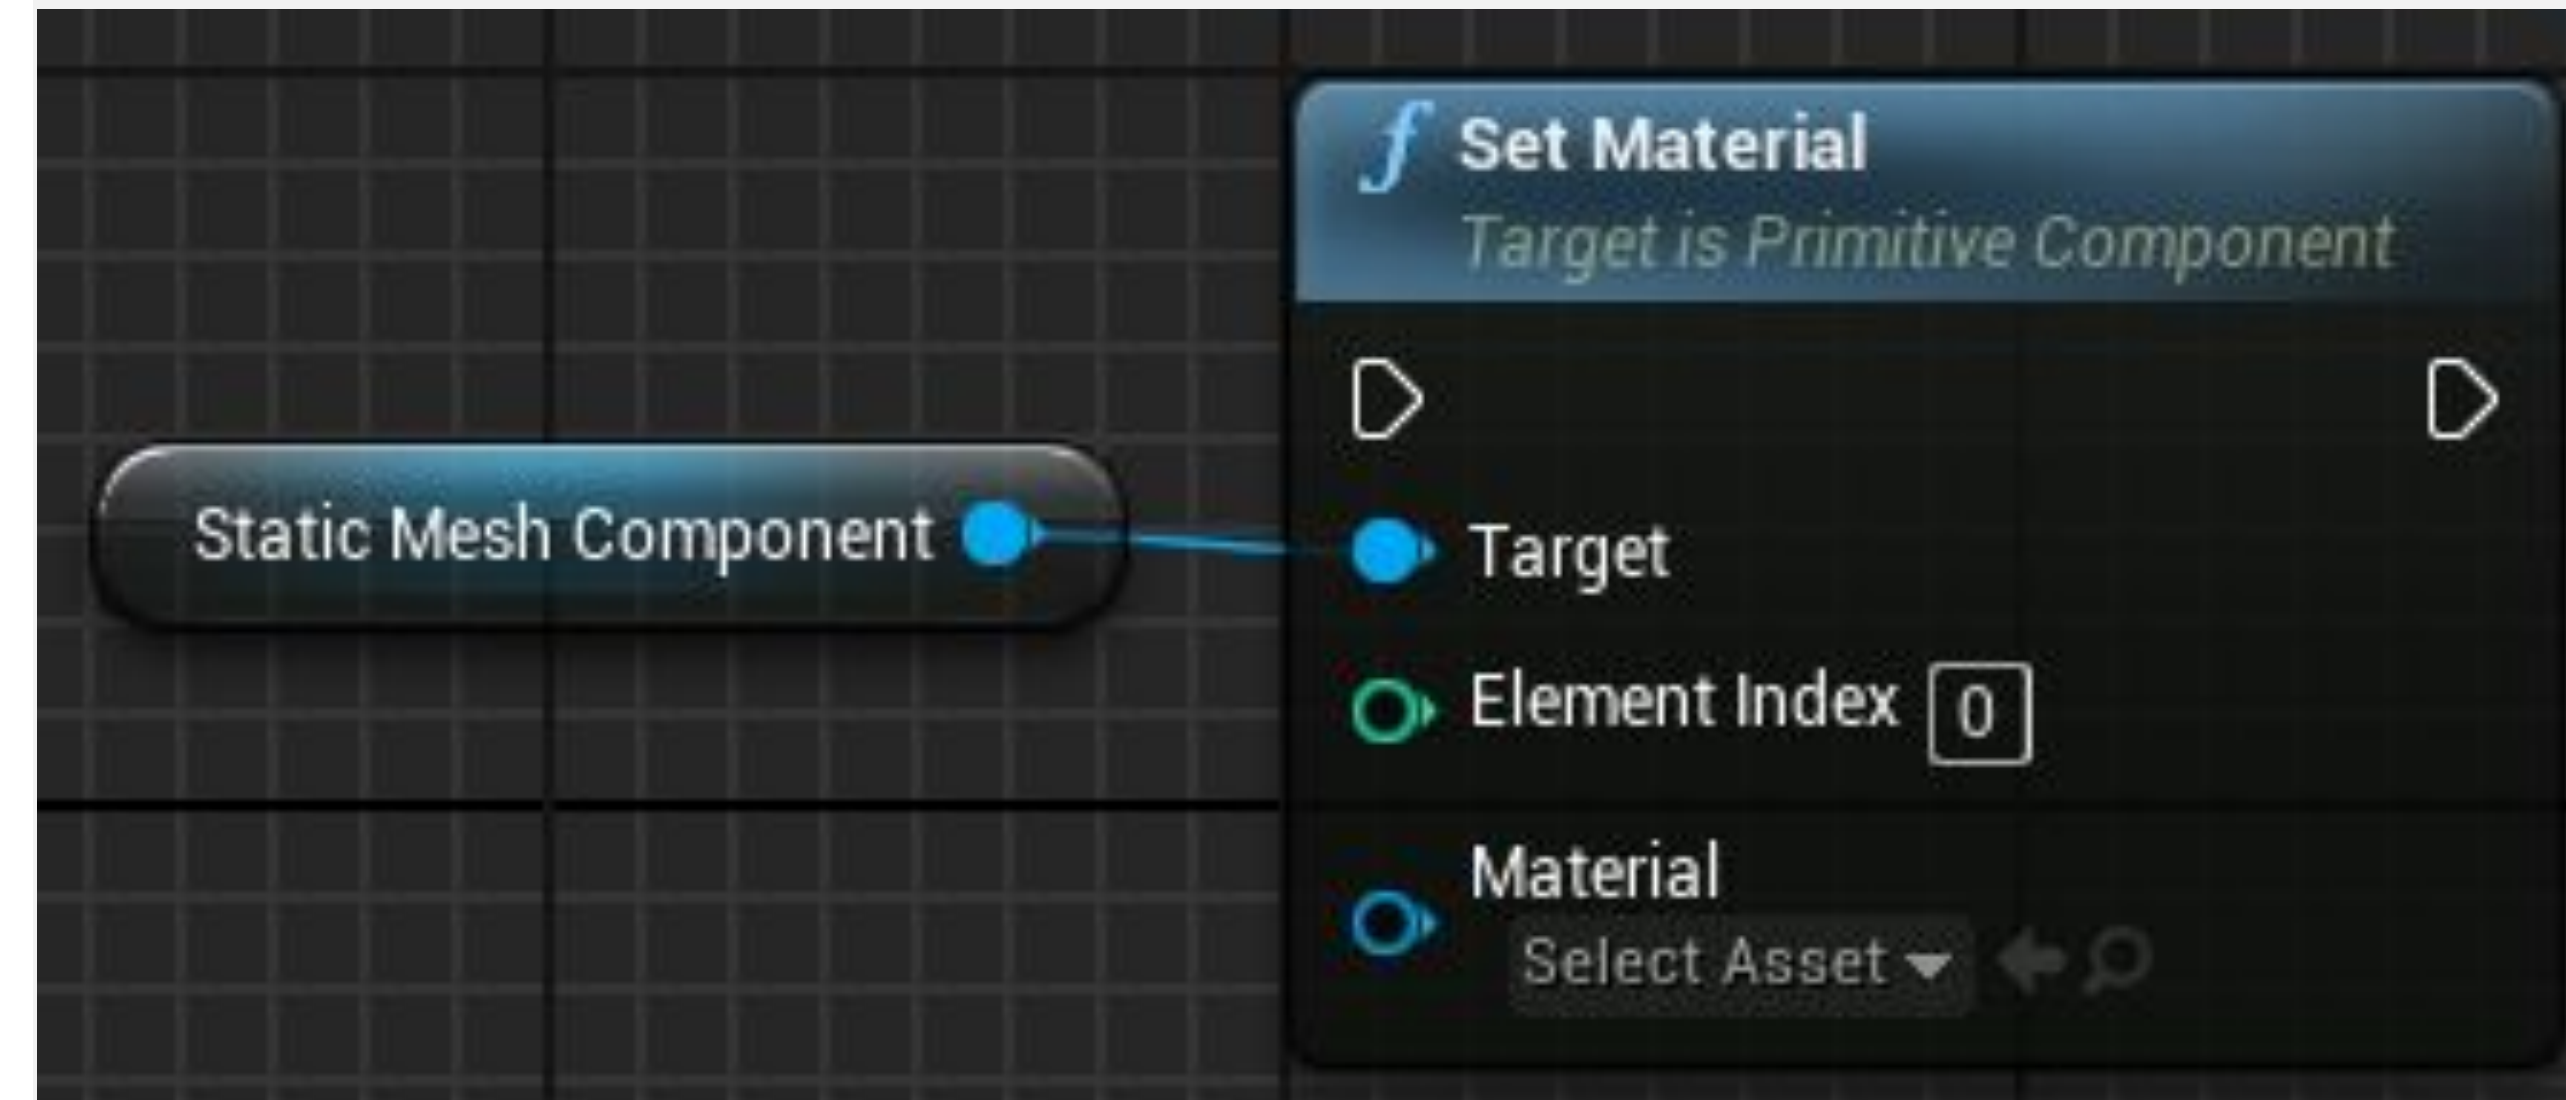 Set Material
Target is Primitive Component
Static Mesh Component
Target
Element Index 0
Material
Select Asset